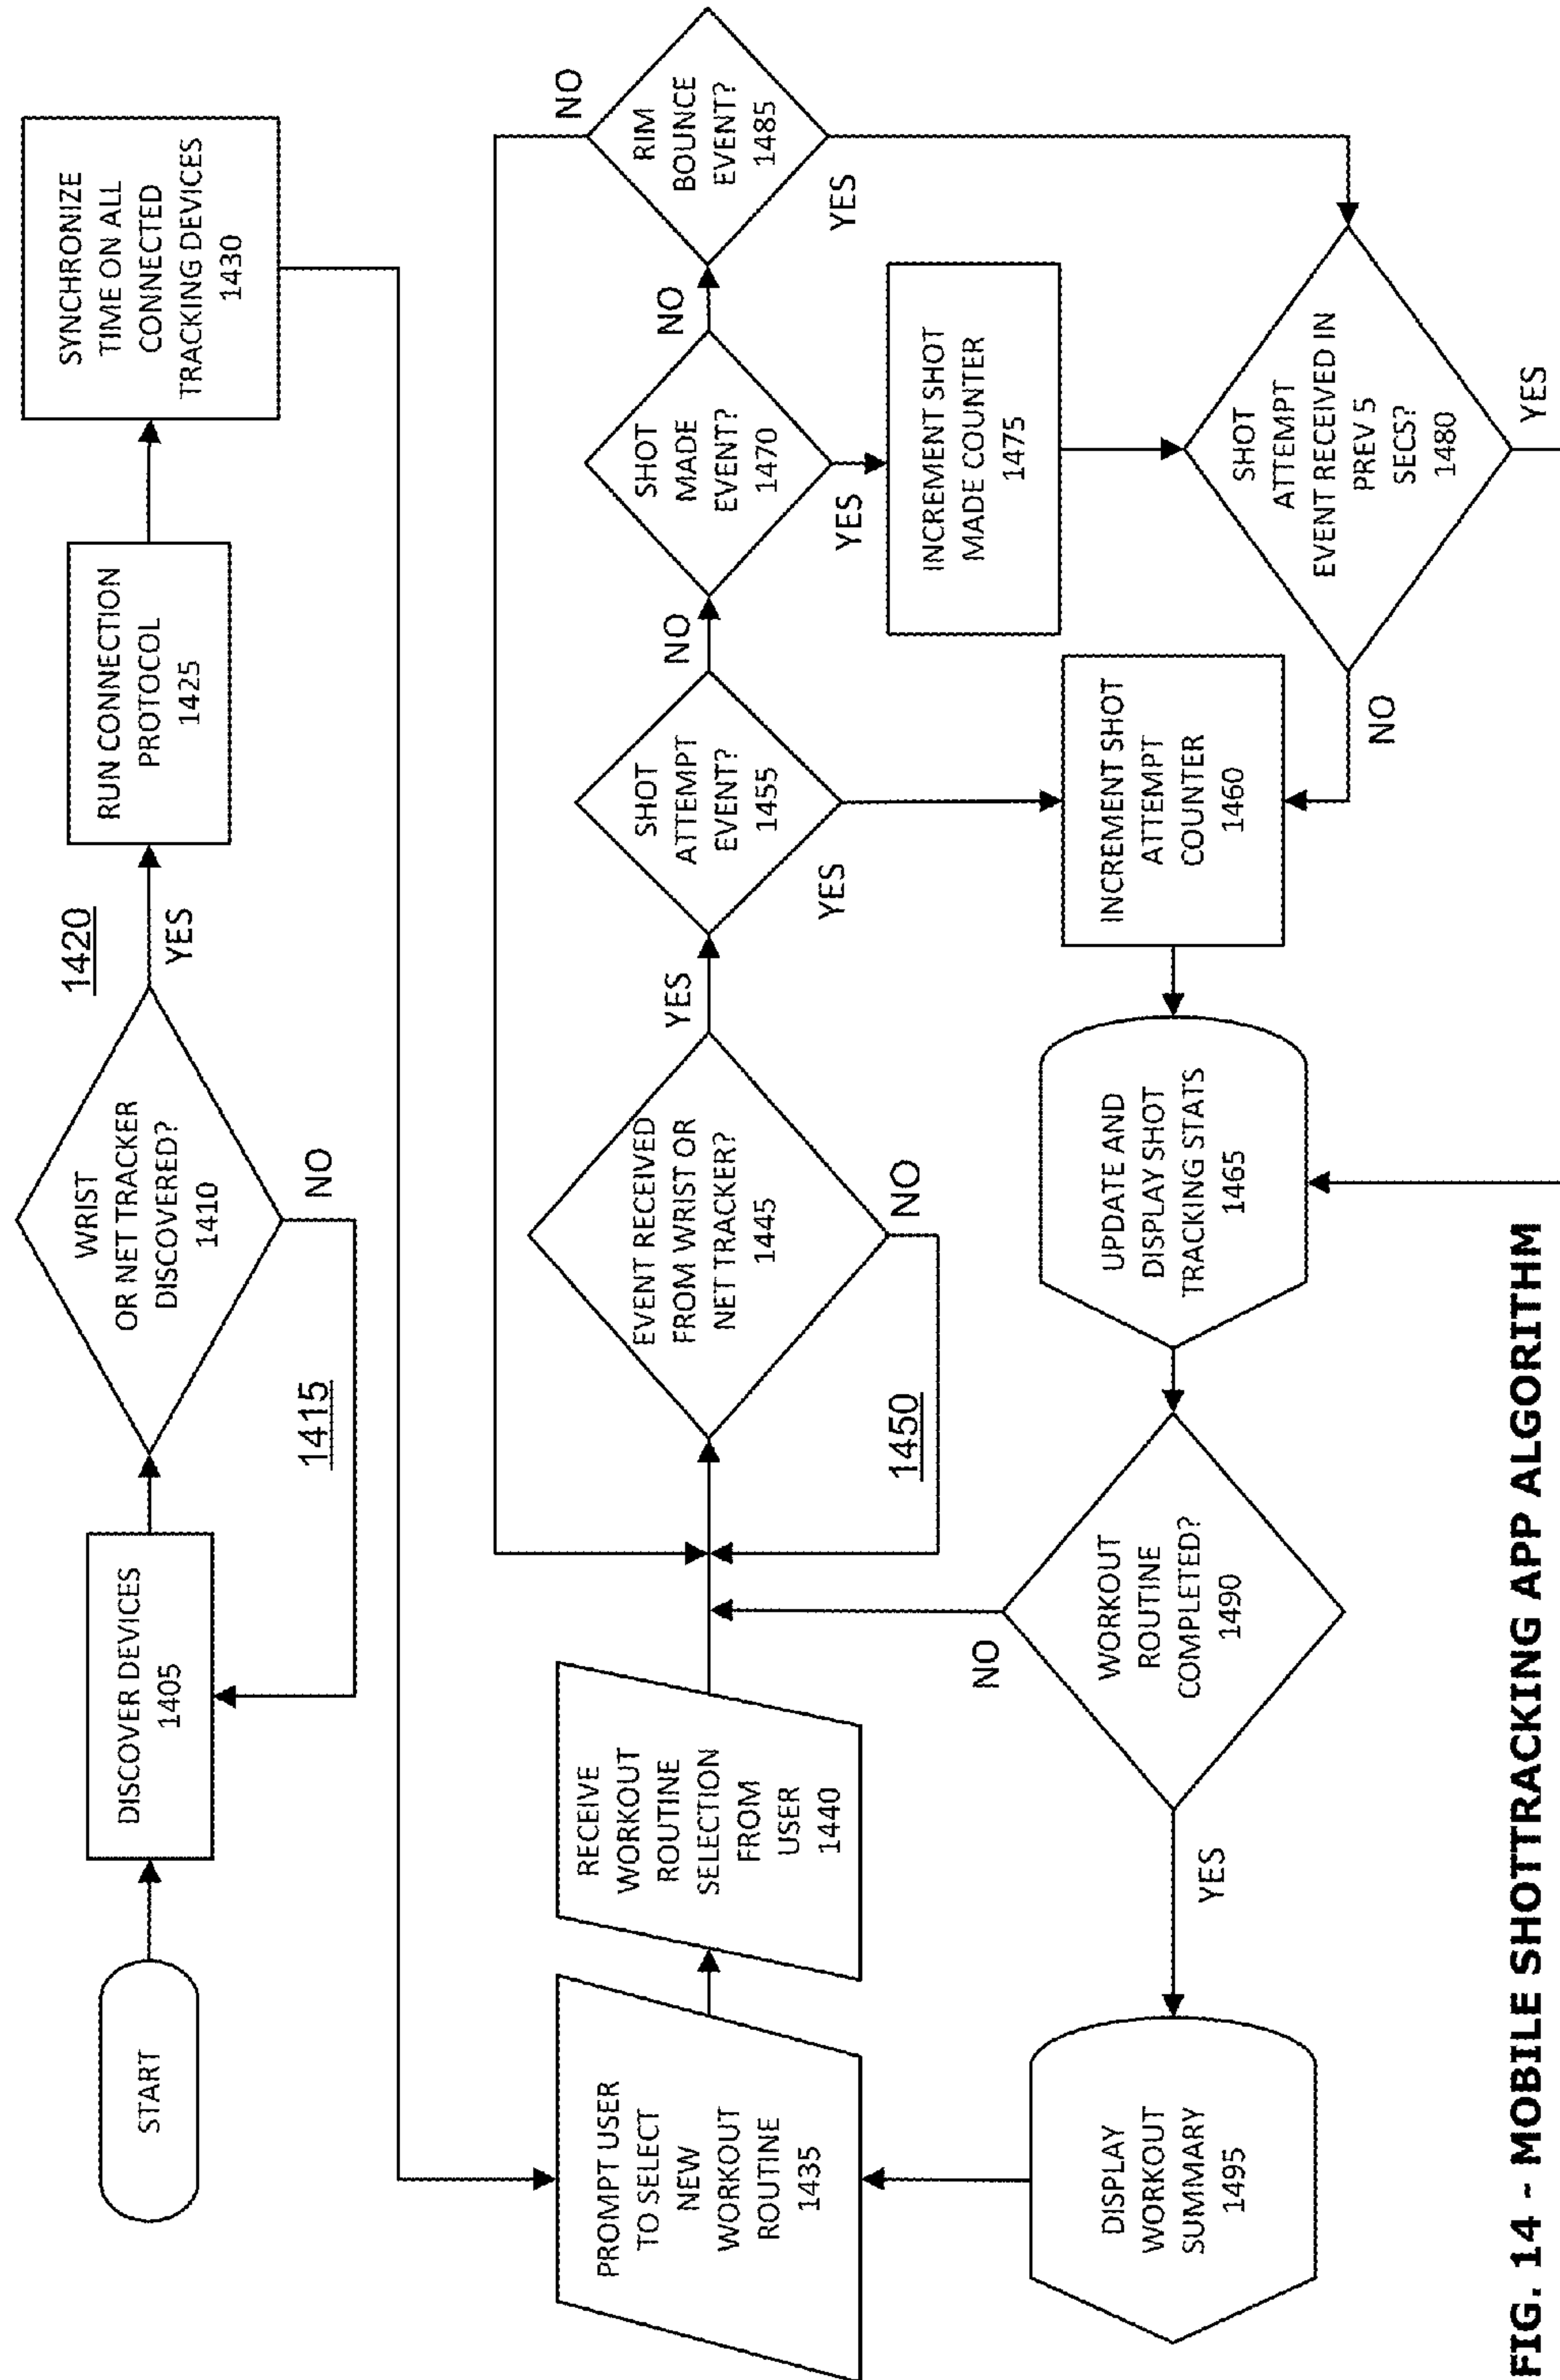 START
DISCOVER DEVICES
1405
WRIST
OR NET TRACKER
DISCOVERED?
1410
NO
1415
1420
YES
RUN CONNECTION
PROTOCOL
1425
SYNCHRONIZE
TIME ON ALL
CONNECTED
TRACKING DEVICES
1430
PROMPT USER
TO SELECT
NEW
WORKOUT
ROUTINE
1435
RECEIVE
WORKOUT
ROUTINE
SELECTION
FROM
USER
1440
EVENT RECEIVED
FROM WRIST OR
NET TRACKER?
1445
NO
1450
YES
SHOT
ATTEMPT
EVENT?
1455
YES
NO
SHOT
MADE
EVENT?
1470
YES
NO
RIM
BOUNCE
EVENT?
1485
NO
YES
INCREMENT SHOT
MADE COUNTER
1475
SHOT
ATTEMPT
EVENT RECEIVED IN
PREV 5
SECS?
1480
NO
YES
INCREMENT SHOT
ATTEMPT
COUNTER
1460
UPDATE AND
DISPLAY SHOT
TRACKING STATS
1465
WORKOUT
ROUTINE
COMPLETED?
1490
NO
YES
DISPLAY
WORKOUT
SUMMARY
1495
FIG. 14 - MOBILE SHOTTRACKING APP ALGORITHM